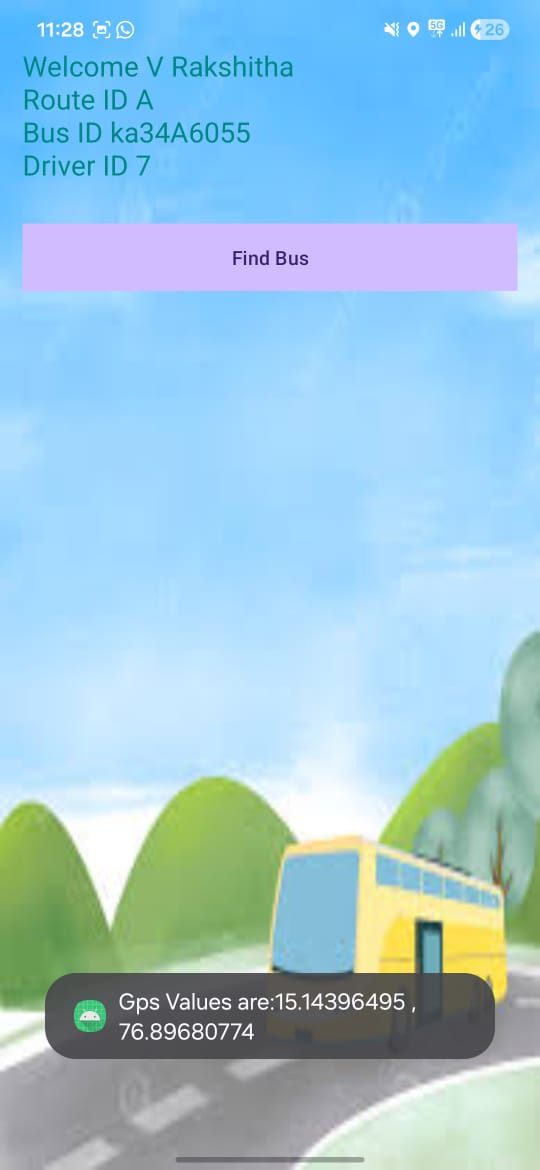 11:28
5G
26
Welcome V Rakshitha
Route ID A
Bus ID ka34A6055
Driver ID 7
Find Bus
Gps Values are:15.14396495 ,
76.89680774